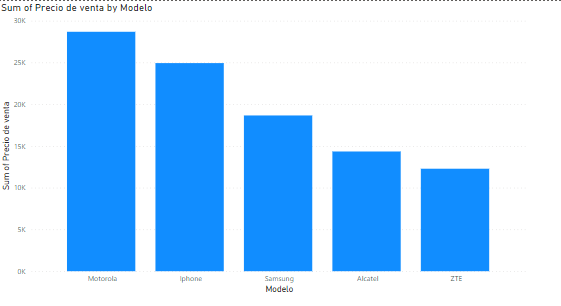 Sum of Precio de venta by Modelo
30K
25K
20K
15K
10K
5K
0K
Sum of Precio de venta
Motorola Iphone Samsung Alcatel ZTE
Modelo